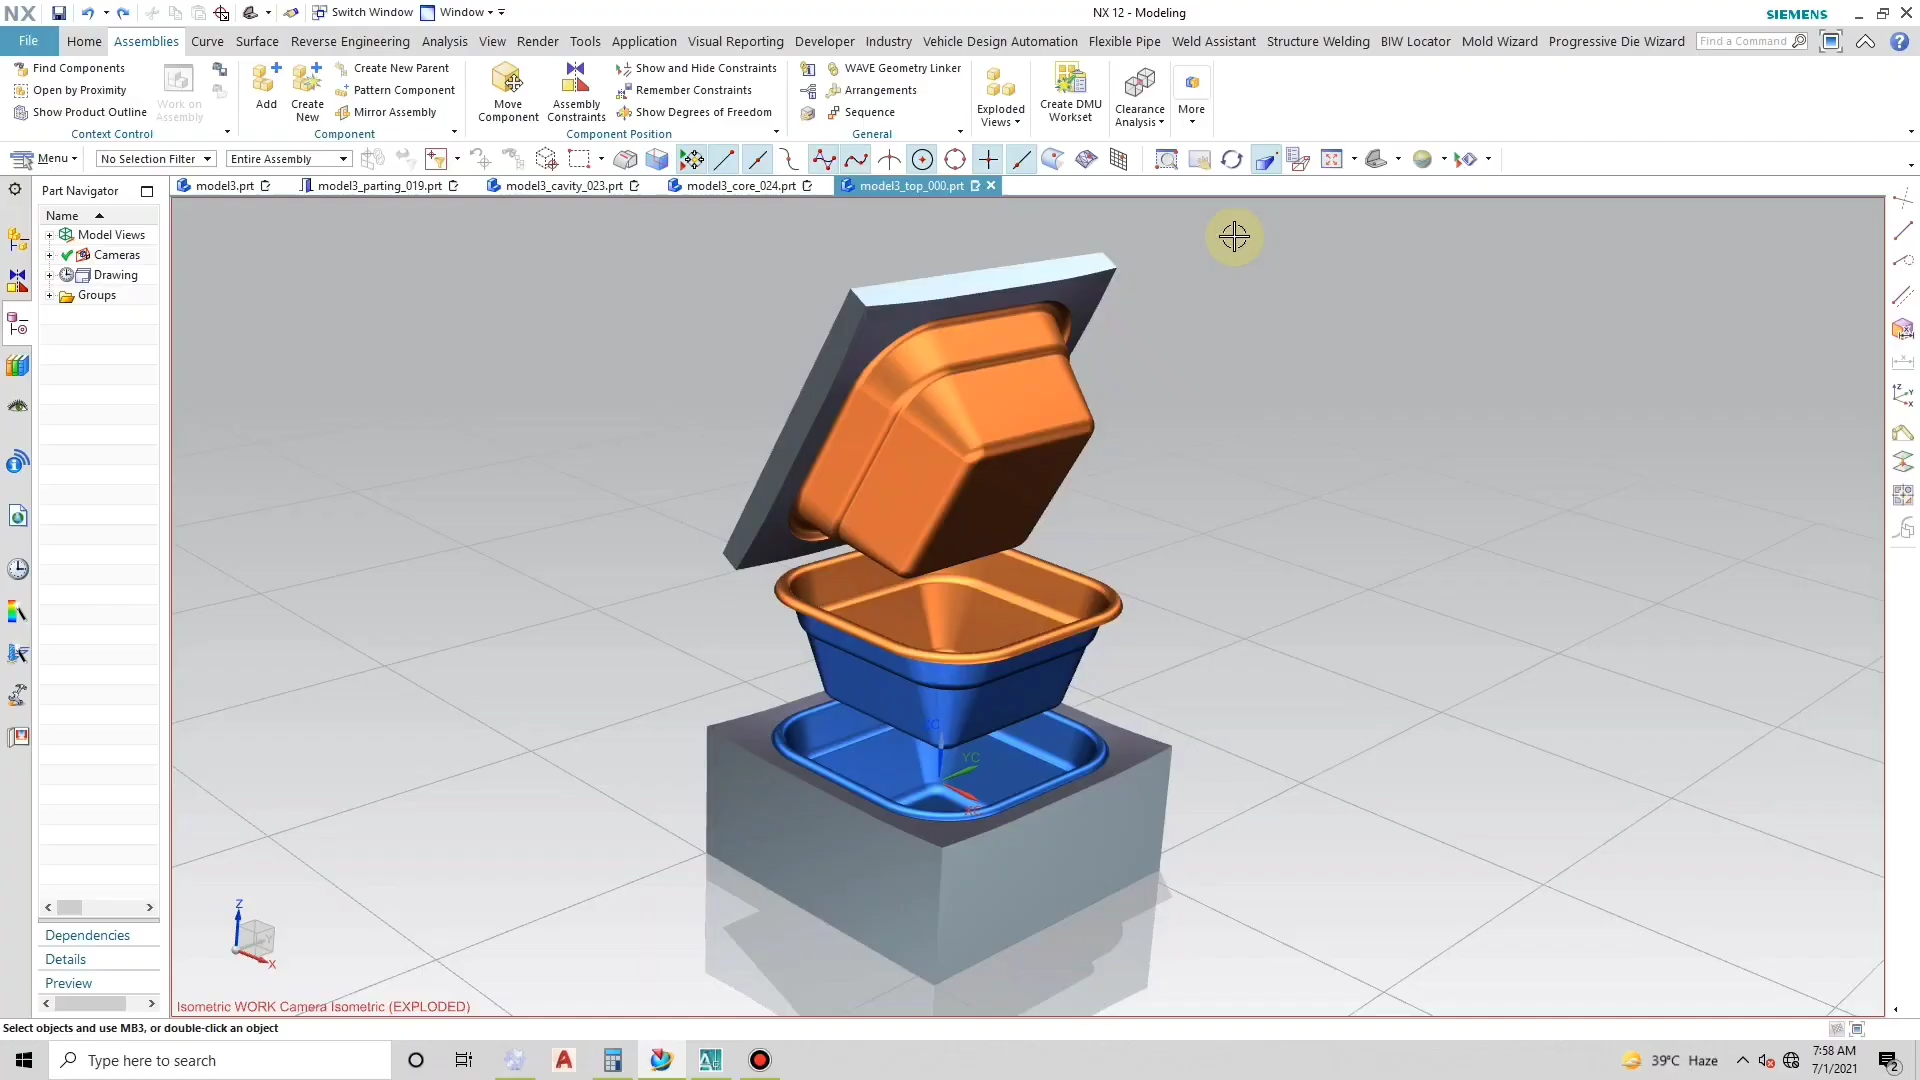 NX
Switch Window
Window
NX 12 - Modeling
SIEMENS
File
Home
Assemblies
Curve
Surface
Reverse Engineering
Analysis
View
Render
Tools
Application
Visual Reporting
Developer
Industry
Vehicle Design Automation
Flexible Pipe
Weld Assistant
Structure Welding
BIW Locator
Mold Wizard
Progressive Die Wizard
Find a Command
Find Components
Open by Proximity
Show Product Outline
Work on
Assembly
Context Control
Add
Create
New
Create New Parent
Pattern Component
Mirror Assembly
Component
Move
Component
Assembly
Constraints
Show and Hide Constraints
Remember Constraints
Show Degrees of Freedom
Component Position
WAVE Geometry Linker
Arrangements
Sequence
General
Exploded
Views
Create DMU
Workset
Clearance
Analysis
More
Menu
No Selection Filter
Entire Assembly
Part Navigator
model3.prt
model3_parting_019.prt
model3_cavity_023.prt
model3_core_024.prt
model3_top_000.prt
Name
Model Views
Cameras
Drawing
Groups
Dependencies
Details
Preview
ZC
YC
XC
Z
Y
X
Isometric WORK Camera Isometric (EXPLODED)
Select objects and use MB3, or double-click an object
Type here to search
39°C Haze
7:58 AM
7/1/2021
2